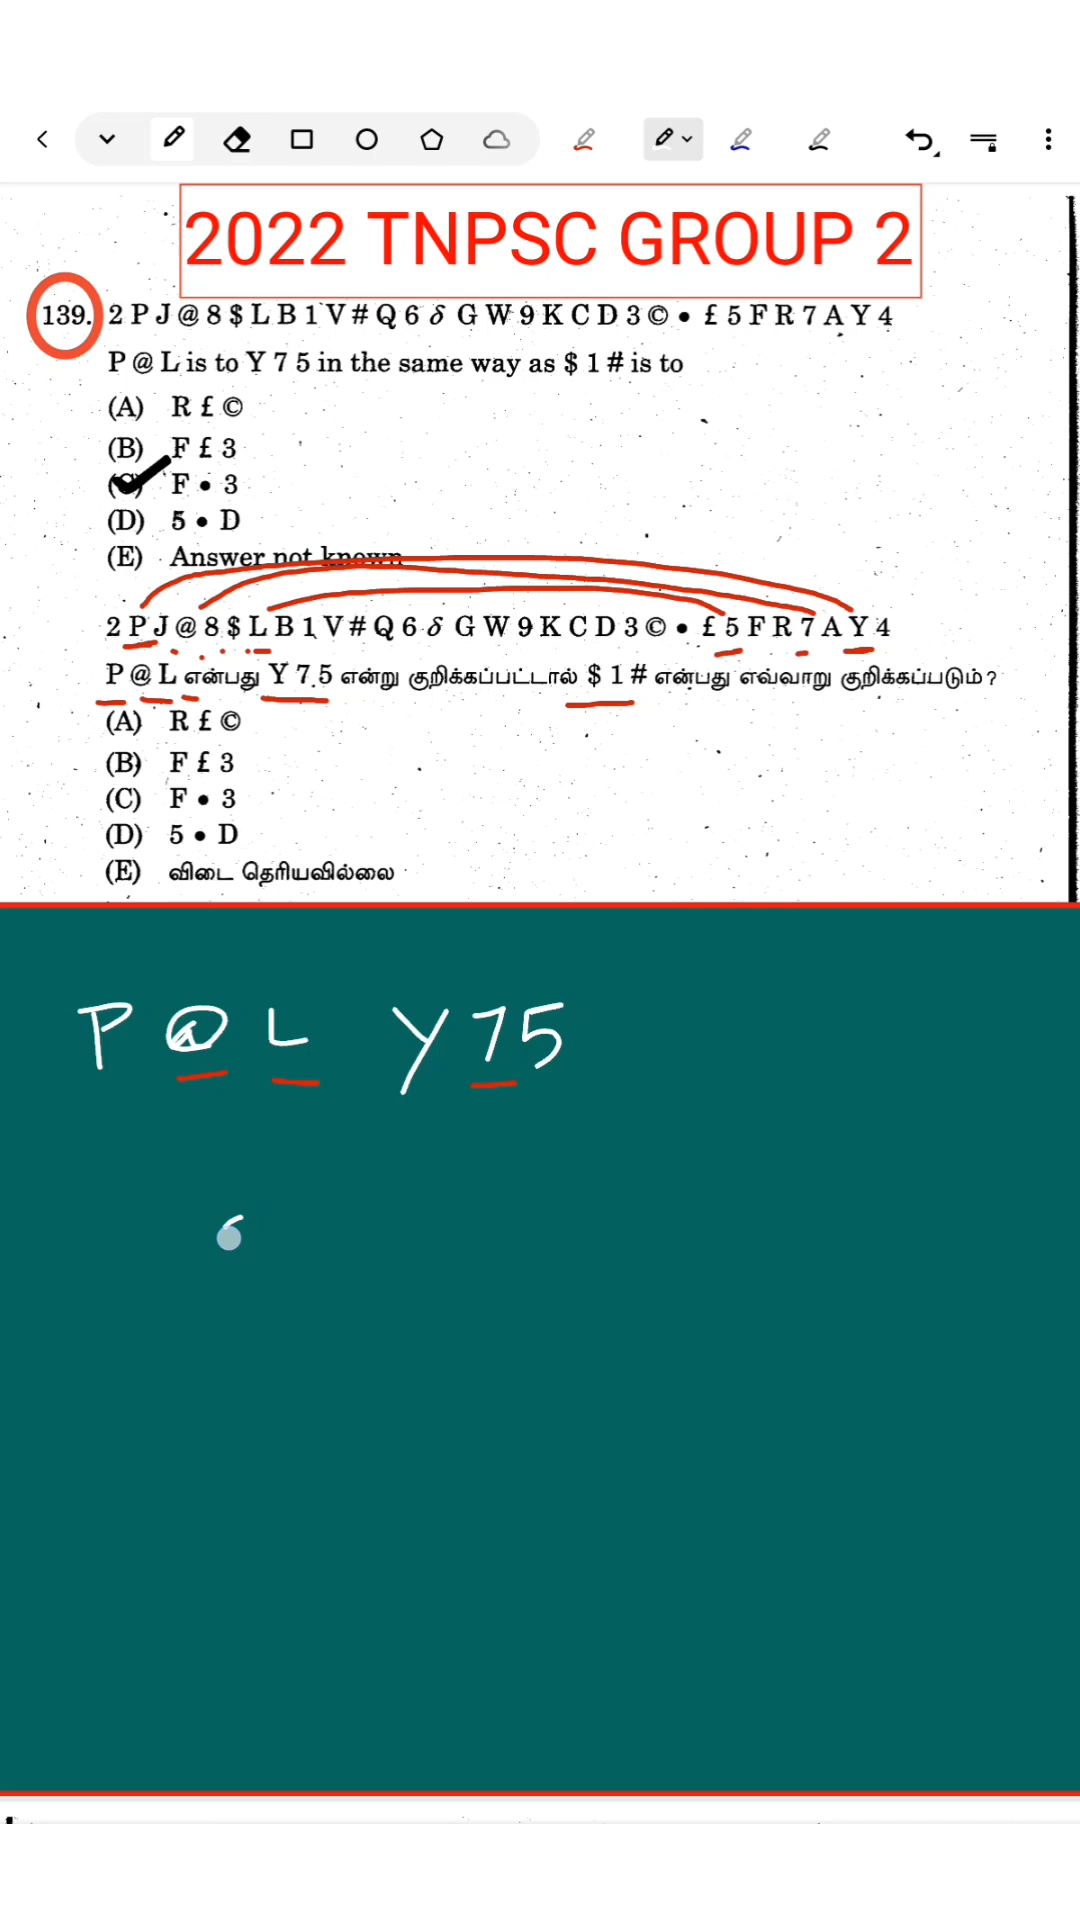 2022 TNPSC GROUP 2
139. 2 P J @ 8 $ L B 1 V # Q 6 δ G W 9 K C D 3 © • £ 5 F R 7 A Y 4
P @ L is to Y 7 5 in the same way as $ 1 # is to
(A) R £ ©
(B) F £ 3
(C) F • 3
(D) 5 • D
(E) Answer not known
2 P J @ 8 $ L B 1 V # Q 6 δ G W 9 K C D 3 © • £ 5 F R 7 A Y 4
P @ L என்பது Y 7 5 என்று குறிக்கப்பட்டால் $ 1 # என்பது எவ்வாறு குறிக்கப்படும் ?
(A) R £ ©
(B) F £ 3
(C) F • 3
(D) 5 • D
(E) விடை தெரியவில்லை
P @ L Y 7 5